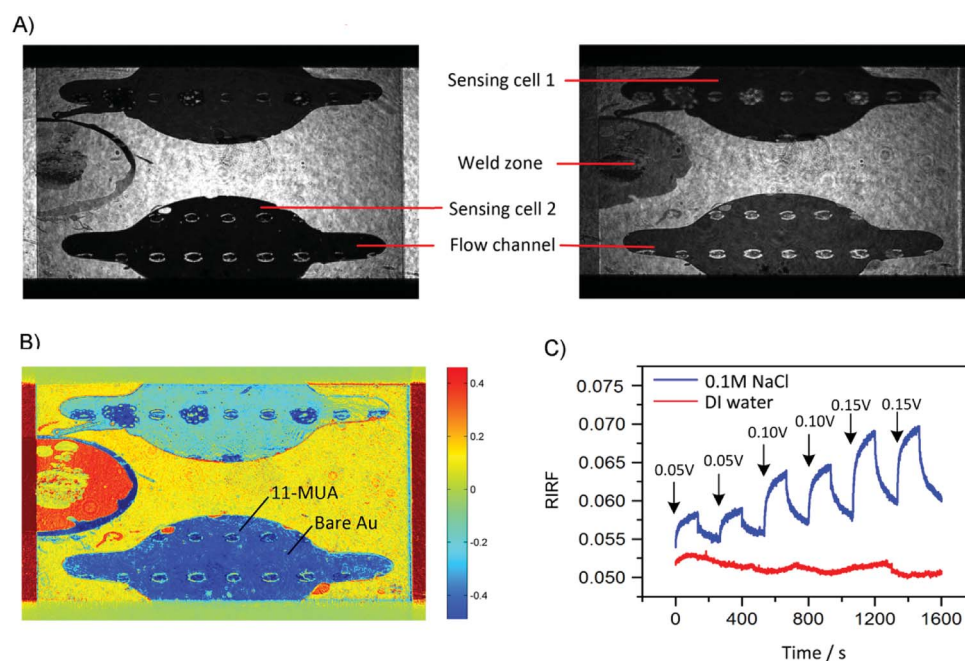 A)
Sensing cell 1
Weld zone
Sensing cell 2
Flow channel
B)
11-MUA
Bare Au
0.4
0.2
0
-0.2
-0.4
C)
0.075
0.070
0.065
0.060
0.055
0.050
RIRF
0.1M NaCl
DI water
0.05V
0.05V
0.10V
0.10V
0.15V
0.15V
0
400
800
1200
1600
Time / s